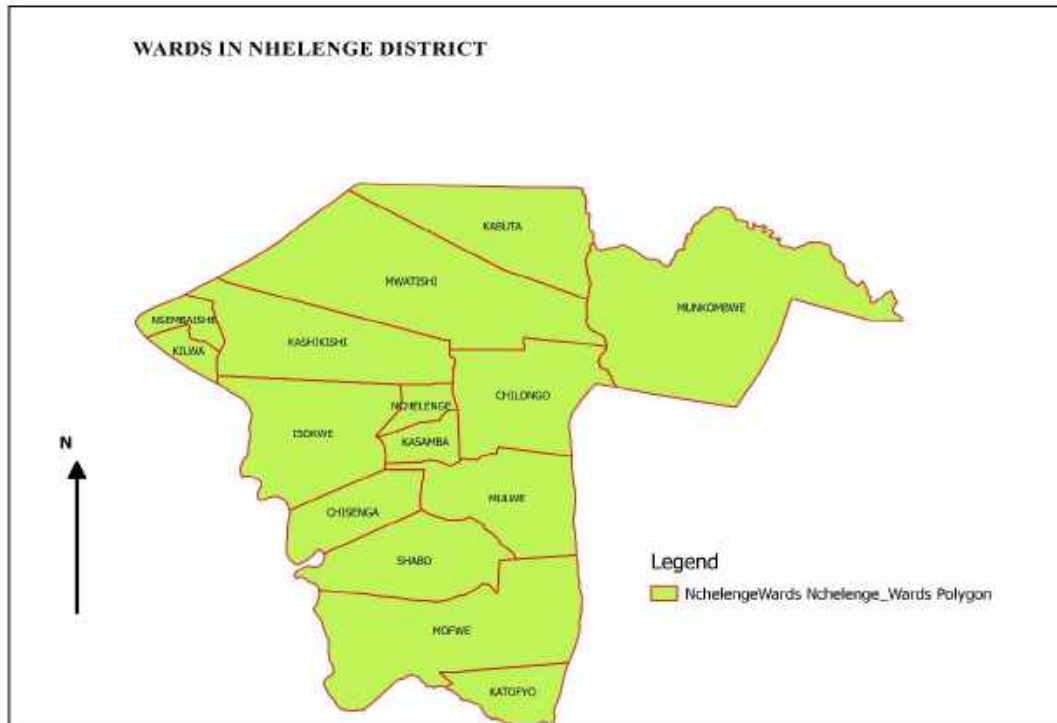 WARDS IN NHELENGE DISTRICT
KABUTA
MWATISHI
MUNKOMBWE
NSEMBAISHE
KASHIKISHI
KILWA
CHILONGO
NCHELENGE
ISOKWE
KASAMBA
N
MULWE
CHISENGA
SHABO
Legend
NchelengeWards Nchelenge_Wards Polygon
MOFWE
KATOFYO